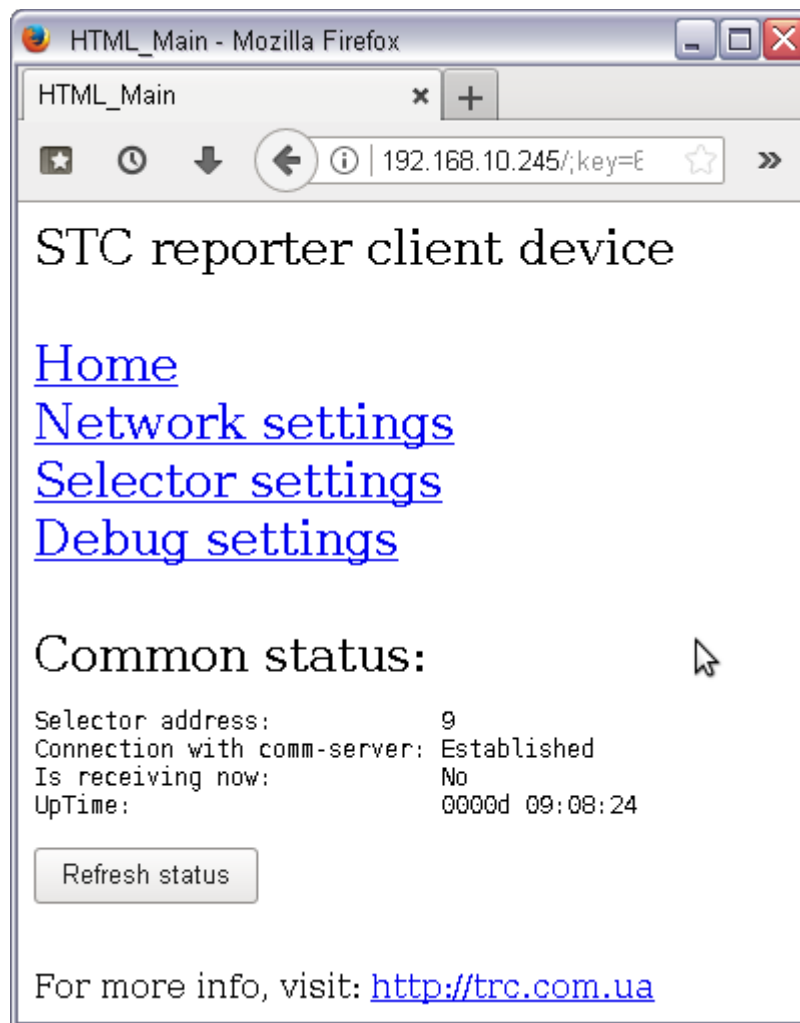 HTML_Main - Mozilla Firefox
HTML_Main
192.168.10.245/;key=
STC reporter client device
Home
Network settings
Selector settings
Debug settings
Common status:
Selector address: 9
Connection with comm-server: Established
Is receiving now: No
UpTime: 0000d 09:08:24
Refresh status
For more info, visit: http://trc.com.ua